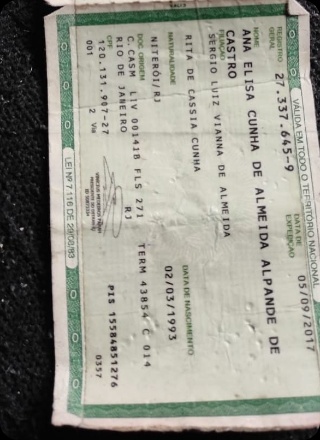 VÁLIDA EM TODO O TERRITÓRIO NACIONAL
REGISTRO GERAL 27.337.645-9 DATA DE EXPEDIÇÃO 05/09/2017
NOME
ANA ELISA CUNHA DE ALMEIDA ALPANDE DE
CASTRO
FILIAÇÃO
SERGIO LUIZ VIANNA DE ALMEIDA
RITA DE CASSIA CUNHA
NATURALIDADE DATA DE NASCIMENTO
NITERÓI/RJ 02/03/1993
DOC ORIGEM
C.CASM LIV 001418 FLS 271 TERM 43854 C 014
RIO DE JANEIRO RJ
CPF
120.131.907-27 PIS 15584851276
001 2 Via 0357
LEI Nº 7.116 DE 29/08/83